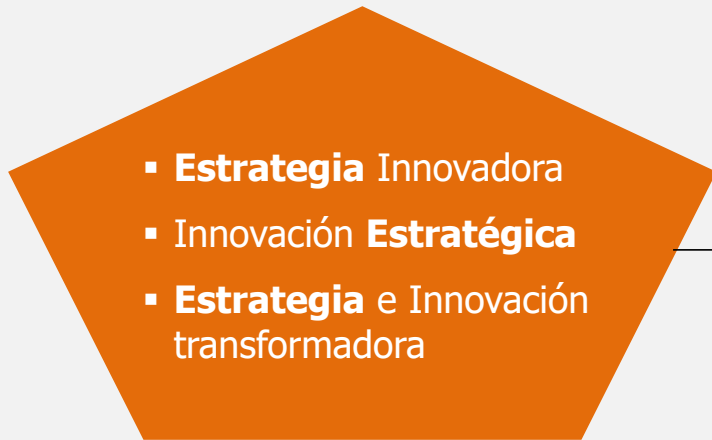 ▪ Estrategia Innovadora
▪ Innovación Estratégica
▪ Estrategia e Innovación
transformadora